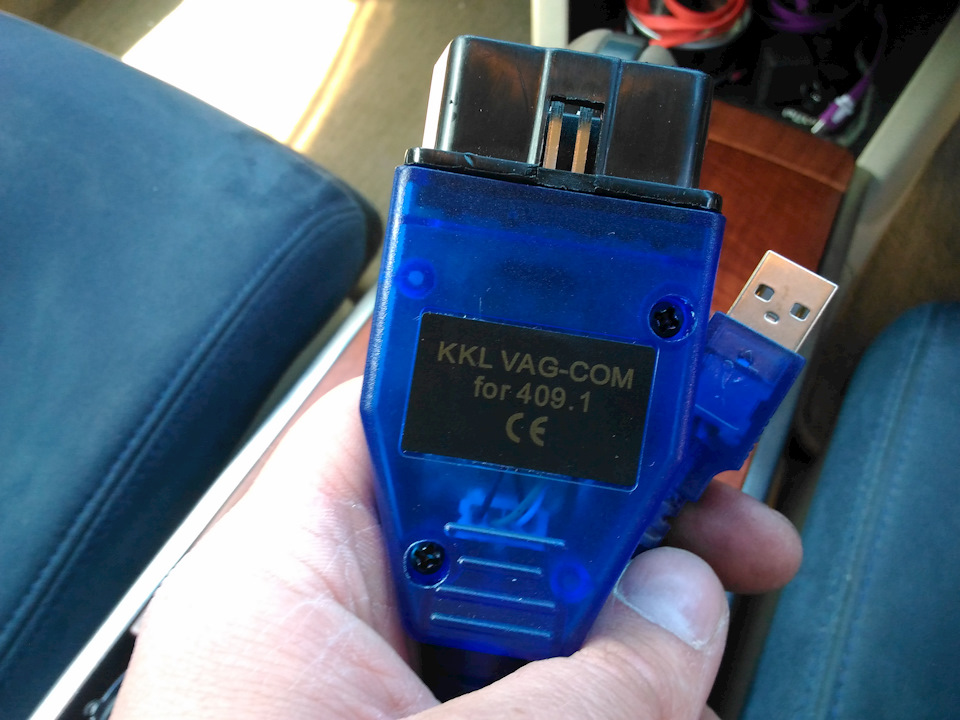 KKL VAG-COM
for 409.1
CE